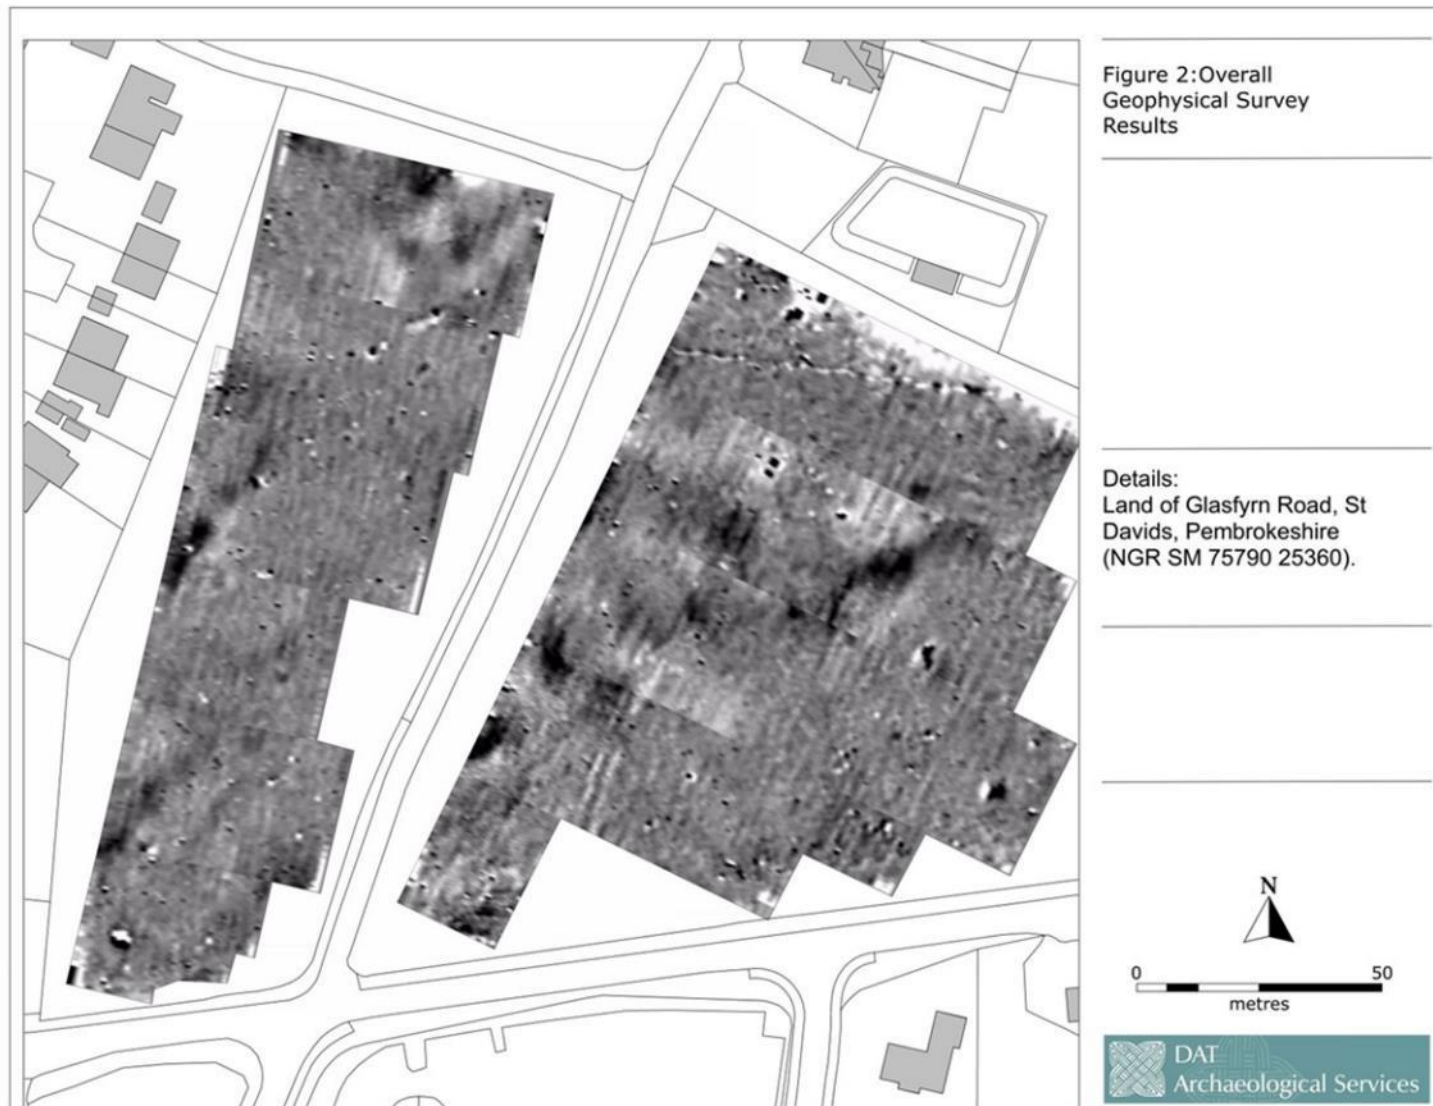 Figure 2:Overall
Geophysical Survey
Results
Details:
Land of Glasfyrn Road, St
Davids, Pembrokeshire
(NGR SM 75790 25360).
N
0 50
metres
DAT
Archaeological Services